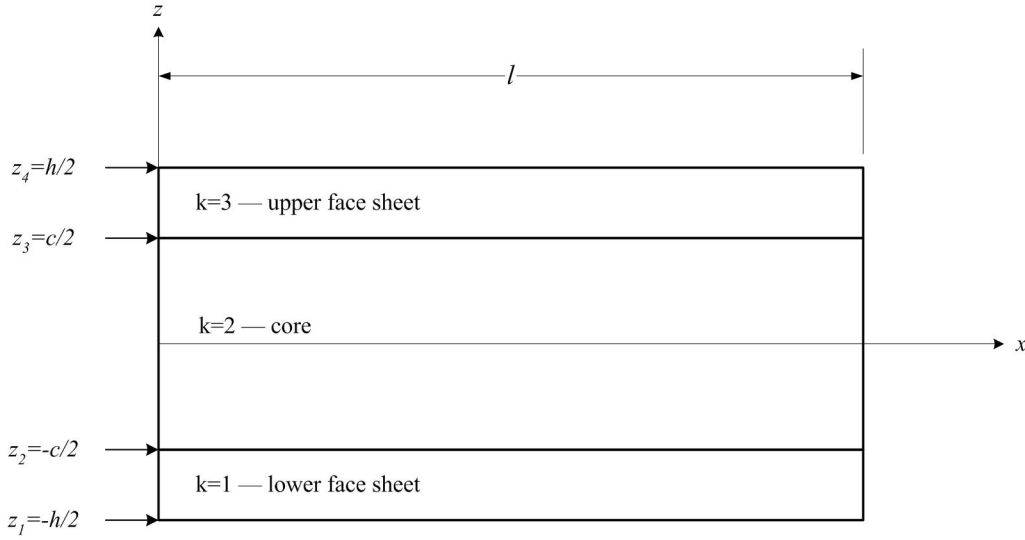 z
l
z₄=h/2
k=3 — upper face sheet
z₃=c/2
k=2 — core
x
z₂=-c/2
k=1 — lower face sheet
z₁=-h/2